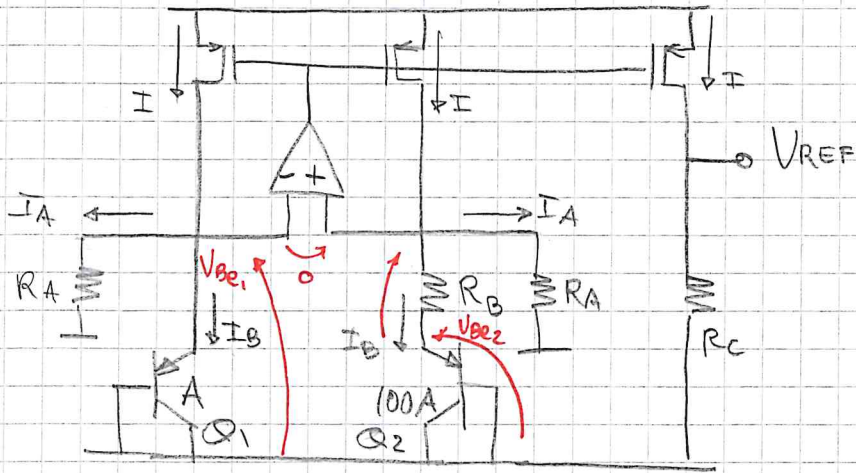 I
I
I
VREF
- +
IA
IA
VBe1
0
RA
RB
RA
VBe2
RC
IB
IB
A
100A
Q1
Q2